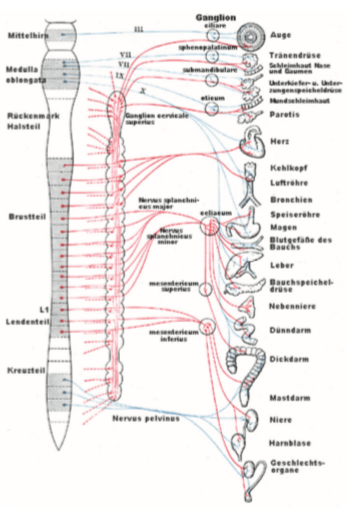 Ganglion
ciliare
sphenopalatinum
submandibulare
oticum
III
VII
VII
IX
X
Mittelhirn
Medulla
oblongata
Rückenmark
Halsteil
Brustteil
L1
Lendenteil
Kreuzteil
Ganglion cervicale
superius
Nervus splanchni-
cus major
Nervus
splanchnicus
minor
coeliacum
mesentericum
superius
mesentericum
inferius
Nervus pelvinus
Auge
Tränendrüse
Schleimhaut Nase
und Gaumen
Unterkiefer- u. Unter-
zungenspeicheldrüse
Mundschleimhaut
Parotis
Herz
Kehlkopf
Luftröhre
Bronchien
Speiseröhre
Magen
Blutgefäße des
Bauchs
Leber
Bauchspeichel-
drüse
Nebenniere
Dünndarm
Dickdarm
Mastdarm
Niere
Harnblase
Geschlechts-
organe